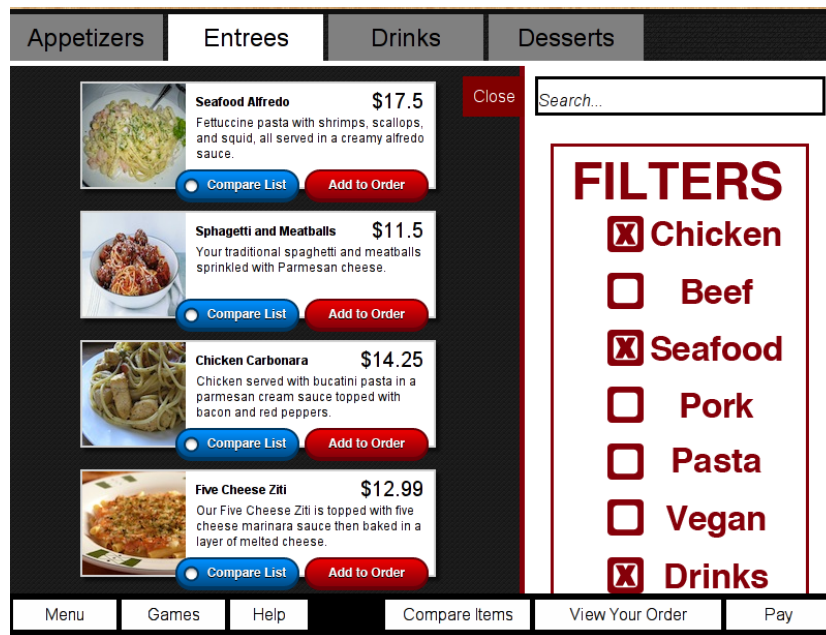 Appetizers
Entrees
Drinks
Desserts
Seafood Alfredo $17.5
Fettuccine pasta with shrimps, scallops,
and squid, all served in a creamy alfredo
sauce.
Compare List
Add to Order
Sphagetti and Meatballs $11.5
Your traditional spaghetti and meatballs
sprinkled with Parmesan cheese.
Compare List
Add to Order
Chicken Carbonara $14.25
Chicken served with bucatini pasta in a
parmesan cream sauce topped with
bacon and red peppers.
Compare List
Add to Order
Five Cheese Ziti $12.99
Our Five Cheese Ziti is topped with five
cheese marinara sauce then baked in a
layer of melted cheese.
Compare List
Add to Order
Close
Search...
FILTERS
X Chicken
Beef
X Seafood
Pork
Pasta
Vegan
X Drinks
Menu
Games
Help
Compare Items
View Your Order
Pay